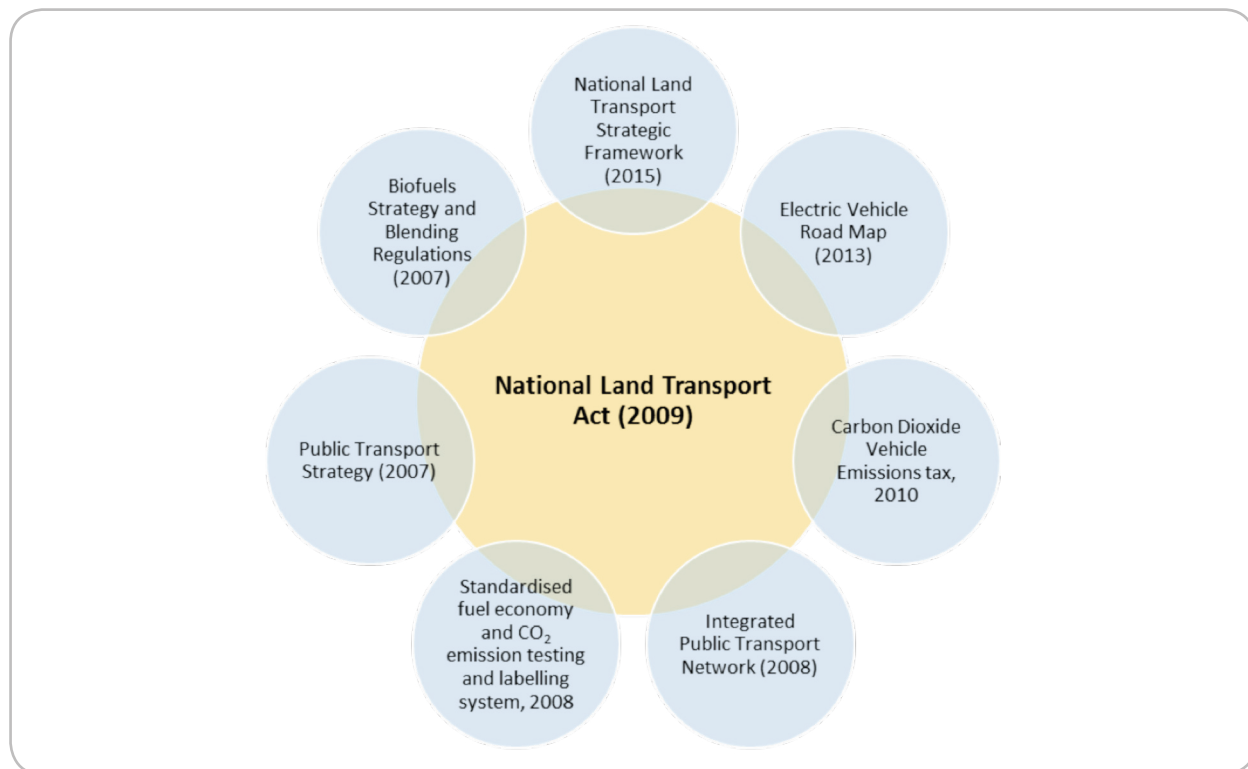 National Land
Transport
Strategic
Framework
(2015)
Electric Vehicle
Road Map
(2013)
Carbon Dioxide
Vehicle
Emissions tax,
2010
Integrated
Public Transport
Network (2008)
Standardised
fuel economy
and CO₂
emission testing
and labelling
system, 2008
Public Transport
Strategy (2007)
Biofuels
Strategy and
Blending
Regulations
(2007)
National Land Transport
Act (2009)